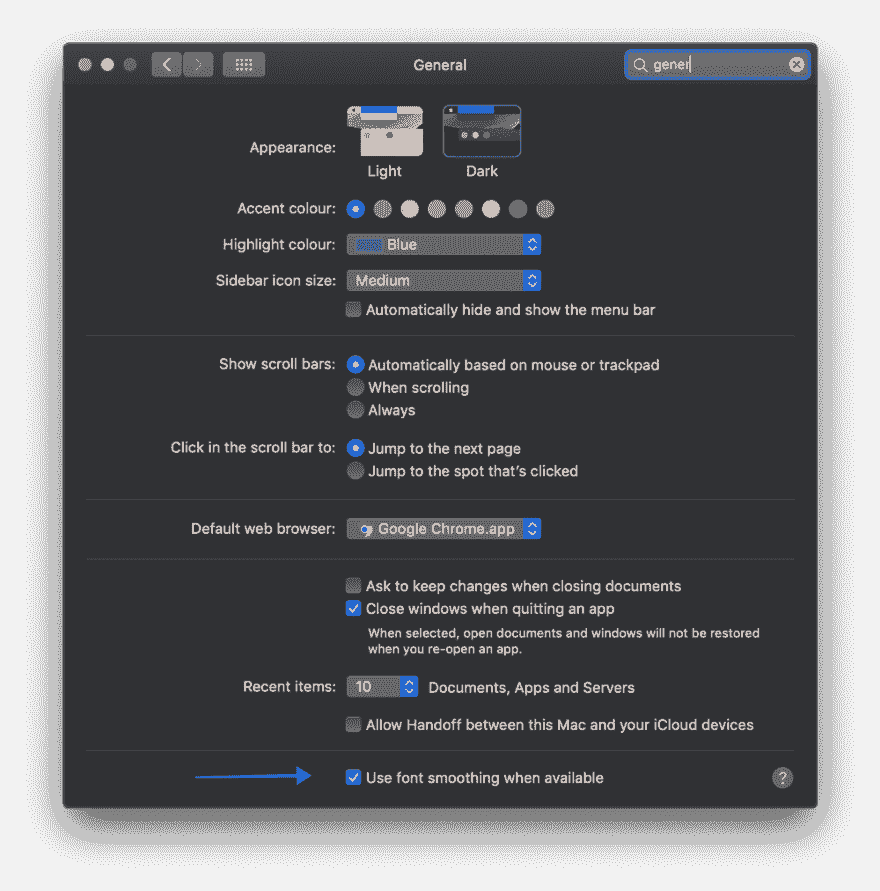 General
gener
Appearance:
Light
Dark
Accent colour:
Highlight colour: Blue
Sidebar icon size: Medium
Automatically hide and show the menu bar
Show scroll bars: Automatically based on mouse or trackpad
When scrolling
Always
Click in the scroll bar to: Jump to the next page
Jump to the spot that's clicked
Default web browser: Google Chrome.app
Ask to keep changes when closing documents
Close windows when quitting an app
When selected, open documents and windows will not be restored
when you re-open an app.
Recent items: 10 Documents, Apps and Servers
Allow Handoff between this Mac and your iCloud devices
Use font smoothing when available ?